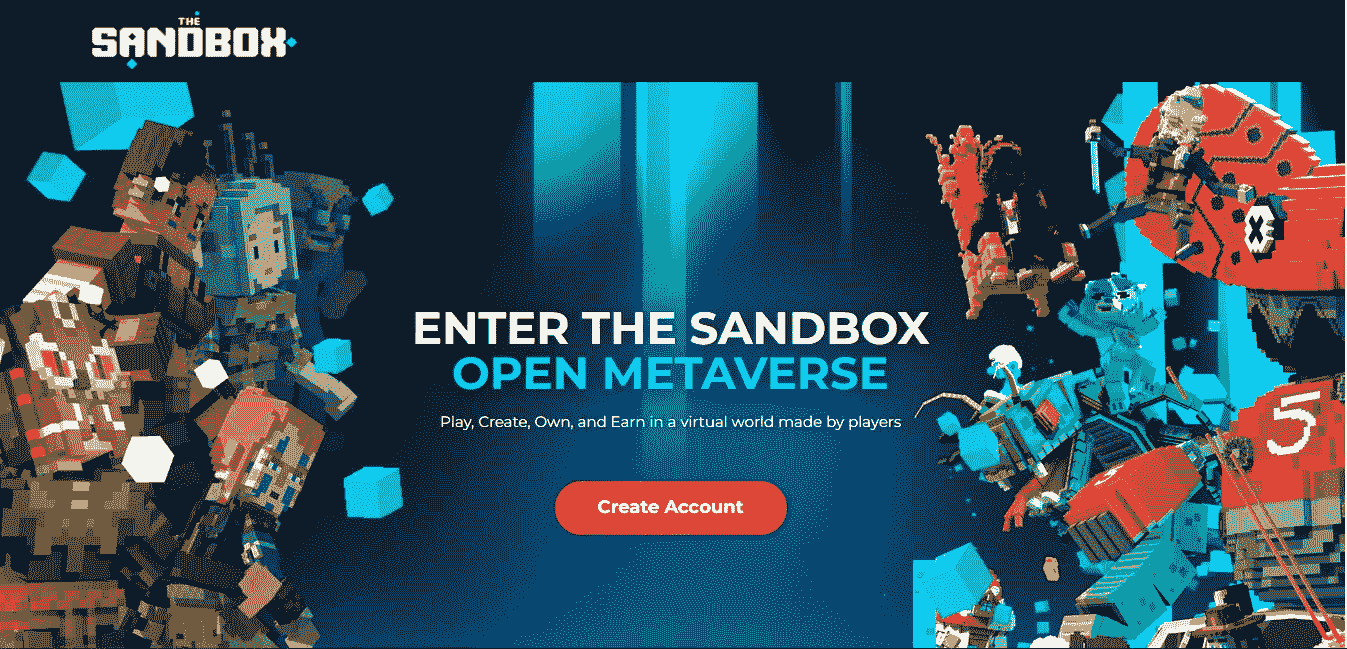 THE
SANDBOX
ENTER THE SANDBOX
OPEN METAVERSE
Play, Create, Own, and Earn in a virtual world made by players
Create Account
X
5